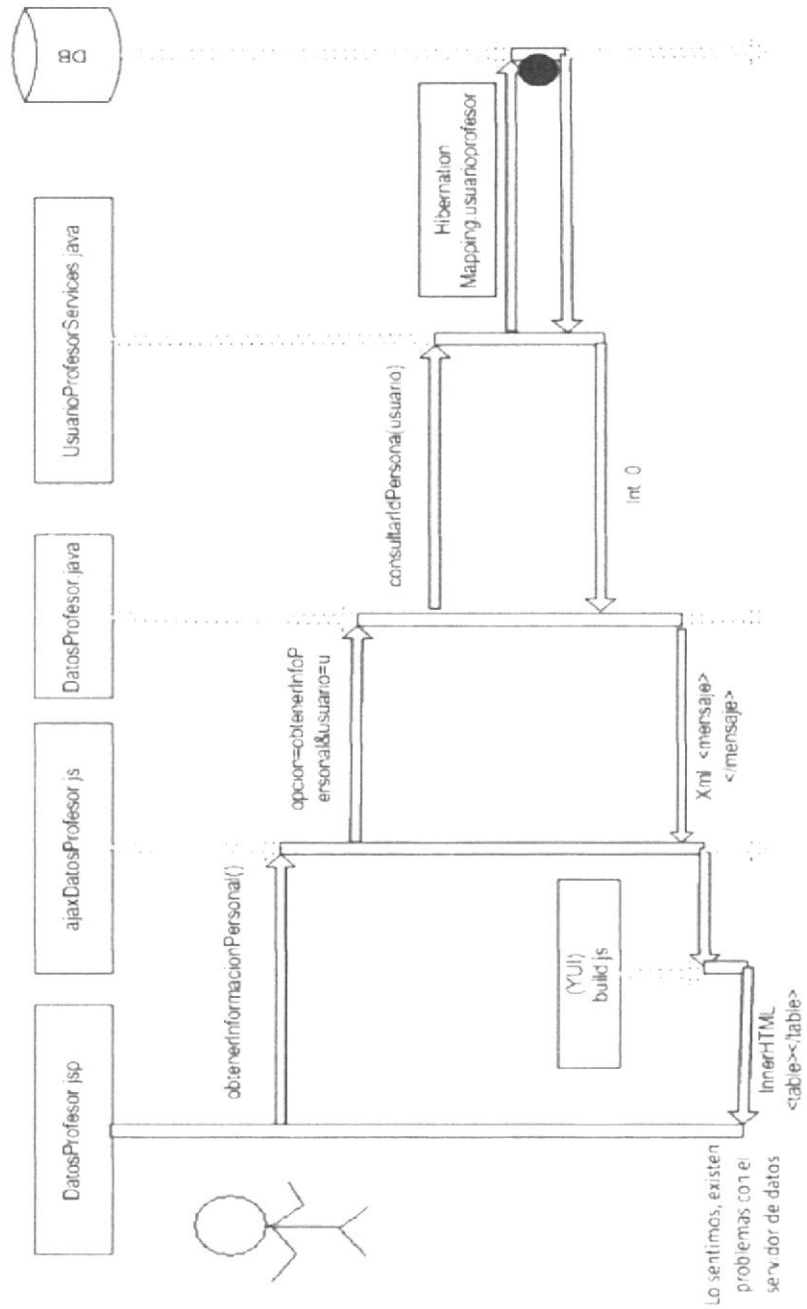 DatosProfesor.jsp
ajaxDatosProfesor.js
DatosProfesor.java
UsuarioProfesorServices.java
DB
obtenerInformacionPersonal()
opcion=obtenerInfoP
ersonal&usuario=u
consultarIdPersona(usuario)
Hibernation
Mapping.usuarioprofesor
Int 0
Xml <mensaje>
</mensaje>
(YUI)
build.js
InnerHTML
<table></table>
Lo sentimos, existen
problemas con el
servidor de datos